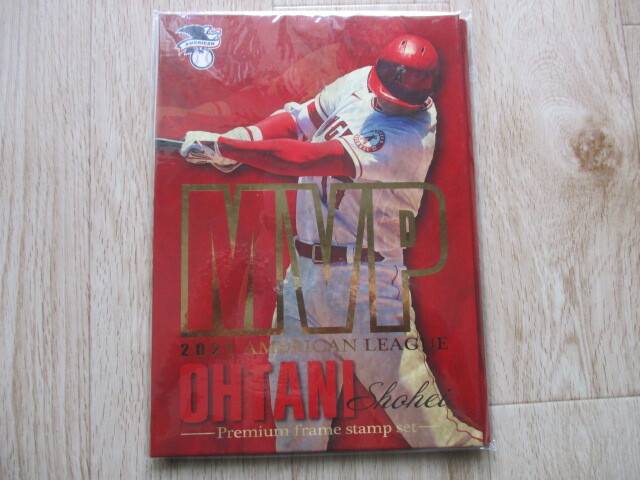 AMERICAN
MVP
2021 AMERICAN LEAGUE
OHTANI Shohei
Premium frame stamp set